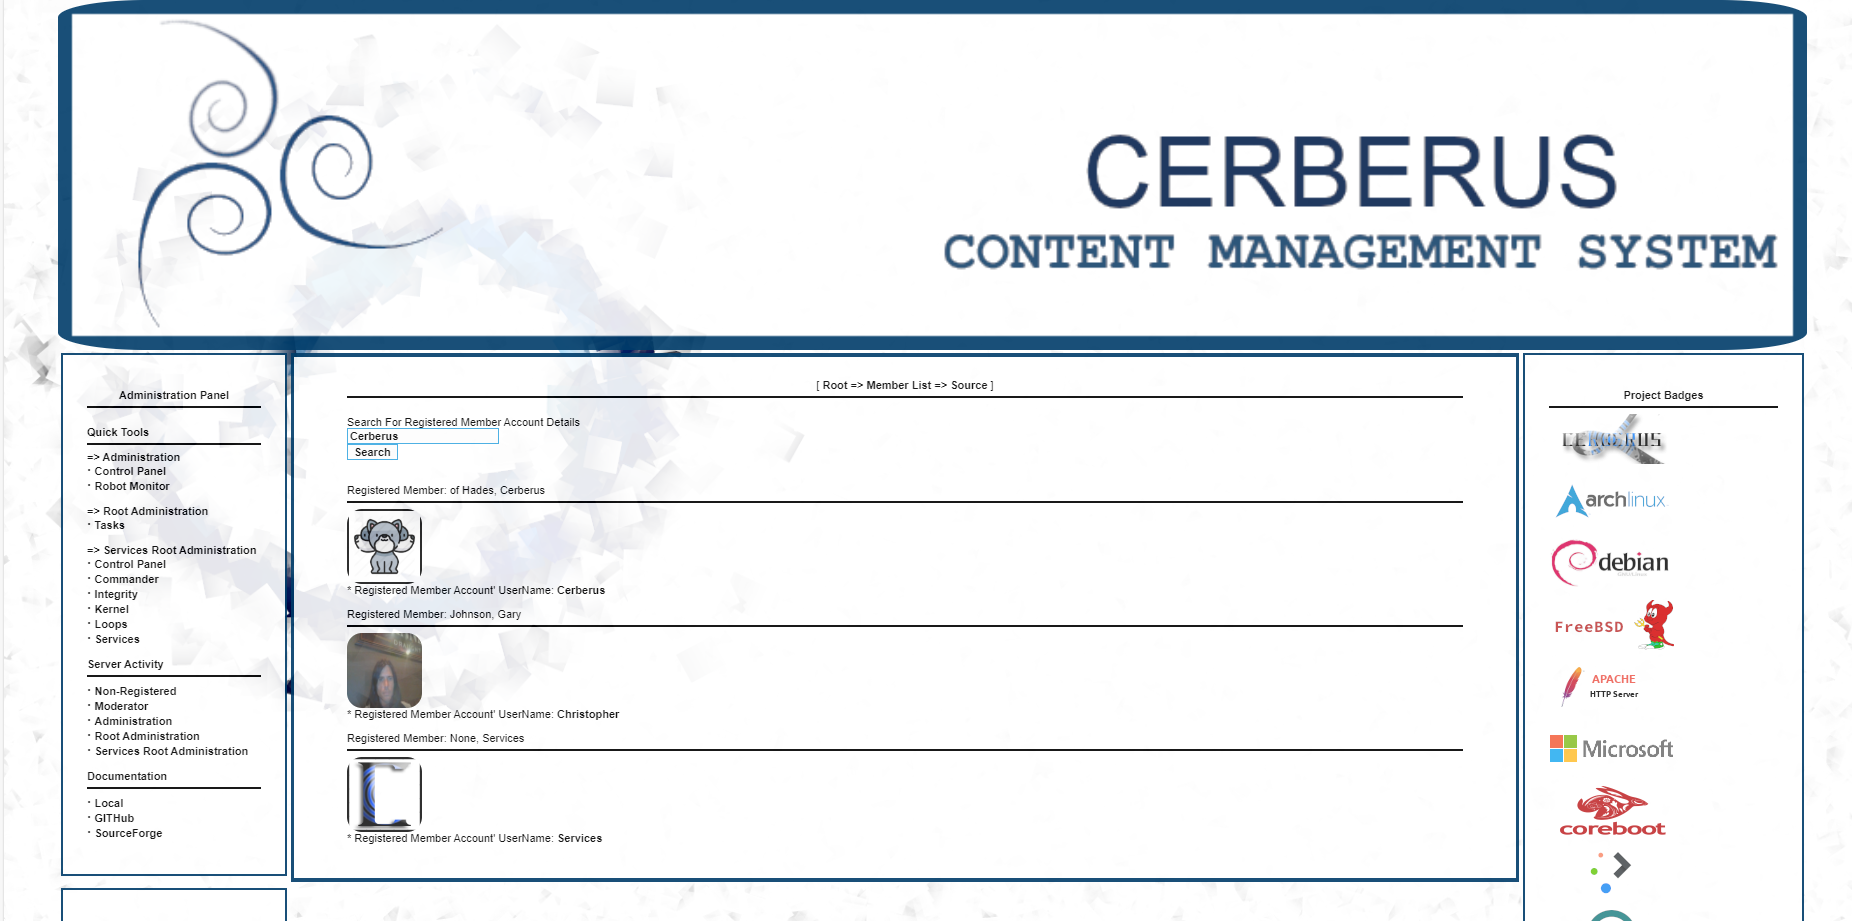 CERBERUS
CONTENT MANAGEMENT SYSTEM
Administration Panel
Quick Tools
=> Administration
· Control Panel
· Robot Monitor
=> Root Administration
· Tasks
=> Services Root Administration
· Control Panel
· Commander
· Integrity
· Kernel
· Loops
· Services
Server Activity
· Non-Registered
· Moderator
· Administration
· Root Administration
· Services Root Administration
Documentation
· Local
· GITHub
· SourceForge
[ Root => Member List => Source ]
Search For Registered Member Account Details
Cerberus
Search
Registered Member: of Hades, Cerberus
* Registered Member Account' UserName: Cerberus
Registered Member: Johnson, Gary
* Registered Member Account' UserName: Christopher
Registered Member: None, Services
* Registered Member Account' UserName: Services
Project Badges
CERBERUS
archlinux
debian
FreeBSD
APACHE
HTTP Server
Microsoft
coreboot